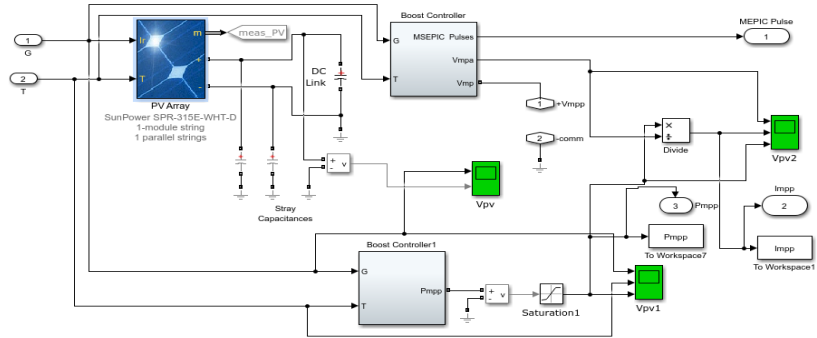 Boost Controller
MEPIC Pulse
1
G
Ir
m
meas_PV
G
MSEPIC Pulses
1
Vmpa
2
T
T
+
-
DC
Link
T
Vmp
PV Array
SunPower SPR-315E-WHT-D
1-module string
1 parallel strings
1
+Vmpp
2
-comm
×
÷
Divide
Vpv2
+
-
v
Vpv
Stray
Capacitances
Impp
3
Pmpp
2
Pmpp
To Workspace7
Impp
To Workspace1
Boost Controller1
G
T
Pmpp
+
-
v
Saturation1
Vpv1